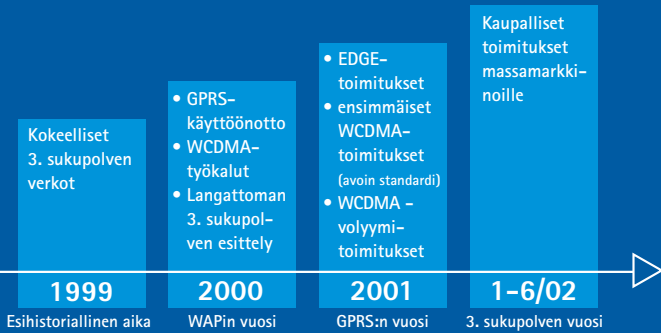 Kokeelliset
3. sukupolven
verkot
1999
Esihistoriallinen aika
• GPRS-
käyttöönotto
• WCDMA-
työkalut
• Langattoman
3. sukupol-
ven esittely
2000
WAPin vuosi
• EDGE-
toimitukset
• ensimmäiset
WCDMA-
toimitukset
(avoin standardi)
• WCDMA -
volyymi-
toimitukset
2001
GPRS:n vuosi
Kaupalliset
toimitukset
massamarkki-
noille
1-6/02
3. sukupolven vuosi